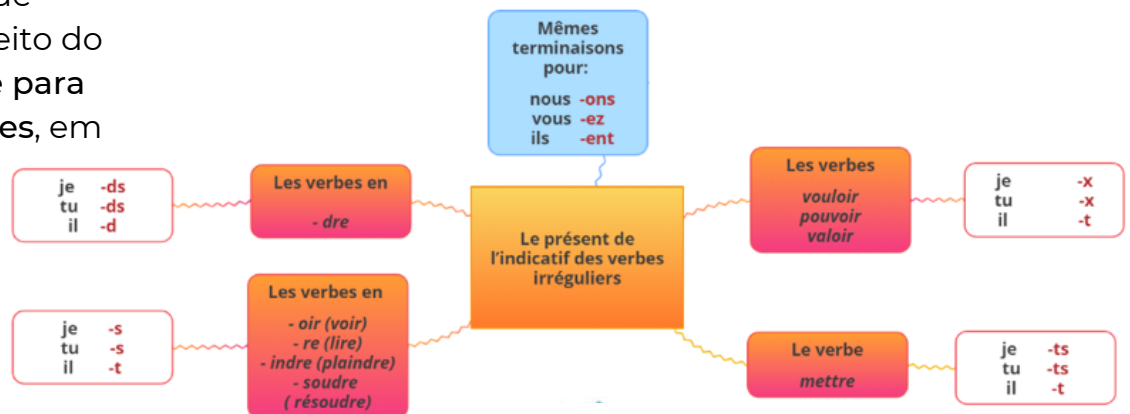 eito do
para
es, em
Mêmes
terminaisons
pour:
nous -ons
vous -ez
ils -ent
Les verbes en
- dre
je -ds
tu -ds
il -d
Les verbes en
- oir (voir)
- re (lire)
- indre (plaindre)
- soudre
( résoudre)
je -s
tu -s
il -t
Le présent de
l'indicatif des verbes
irréguliers
Les verbes
vouloir
pouvoir
valoir
je -x
tu -x
il -t
Le verbe
mettre
je -ts
tu -ts
il -t